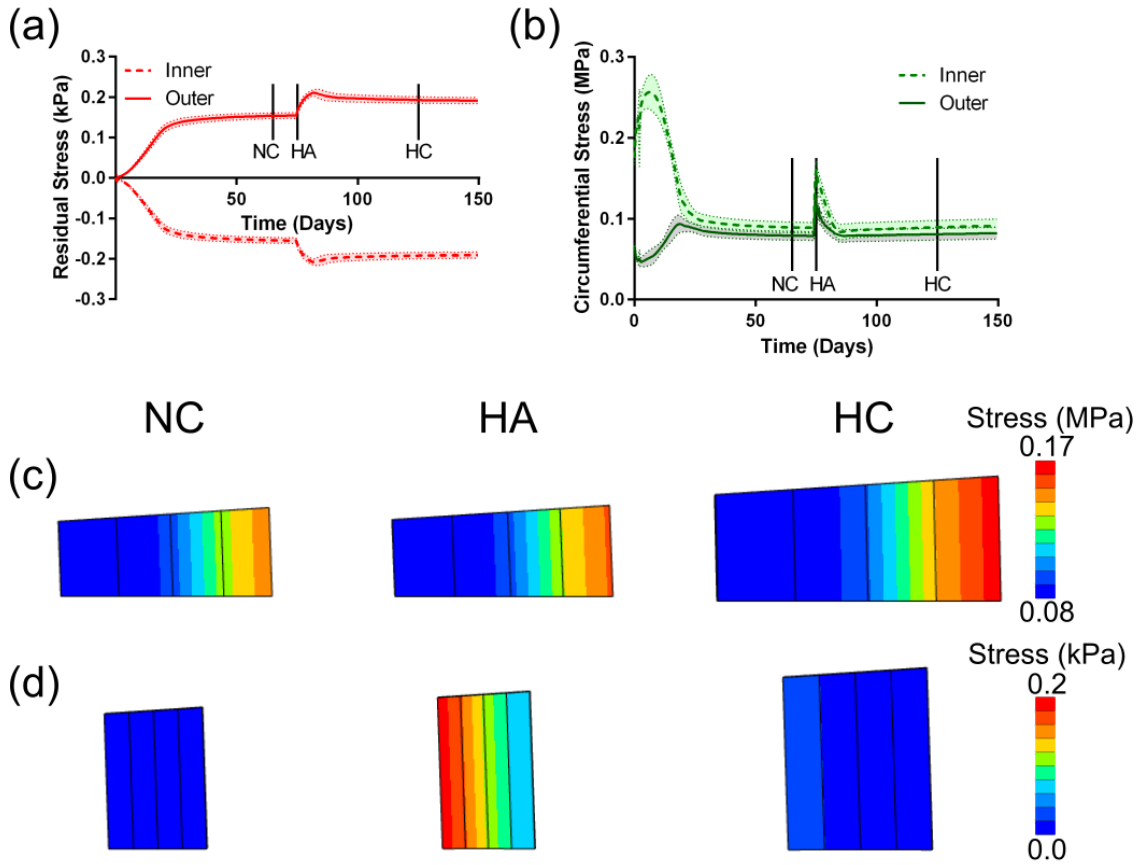 (a)
Residual Stress (kPa)
0.3
0.2
0.1
0.0
-0.1
-0.2
-0.3
Inner
Outer
NC
HA
HC
50
100
150
Time (Days)
(b)
Circumferential Stress (MPa)
0.3
0.2
0.1
0.0
Inner
Outer
NC
HA
HC
0
50
100
150
Time (Days)
NC
HA
HC
(c)
Stress (MPa)
0.17
0.08
(d)
Stress (kPa)
0.2
0.0